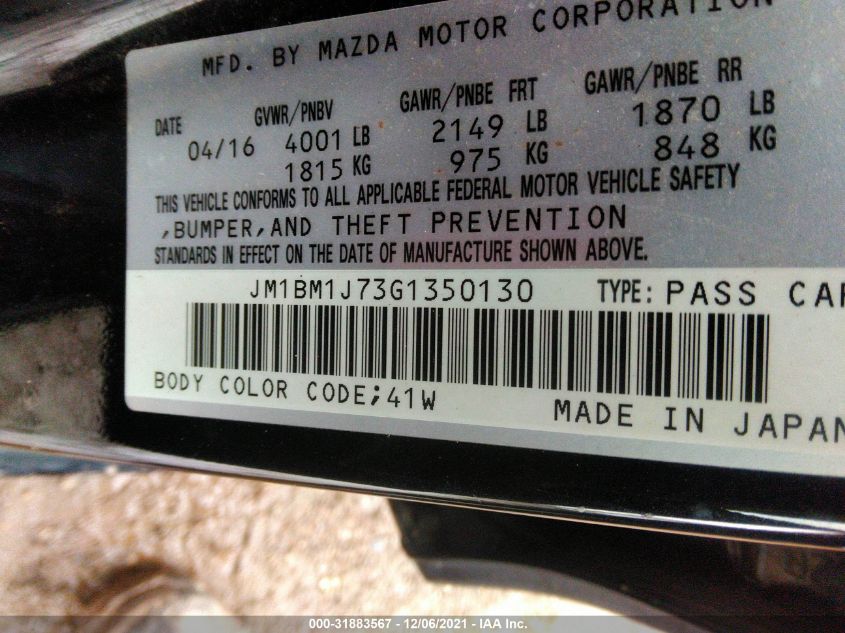 MFD. BY MAZDA MOTOR CORPORATION
DATE GVWR/PNBV GAWR/PNBE FRT GAWR/PNBE RR
04/16 4001 LB 2149 LB 1870 LB
1815 KG 975 KG 848 KG
THIS VEHICLE CONFORMS TO ALL APPLICABLE FEDERAL MOTOR VEHICLE SAFETY
,BUMPER,AND THEFT PREVENTION
STANDARDS IN EFFECT ON THE DATE OF MANUFACTURE SHOWN ABOVE.
JM1BM1J73G1350130 TYPE: PASS CAR
BODY COLOR CODE;41W MADE IN JAPAN
000-31883567 - 12/06/2021 - IAA Inc.